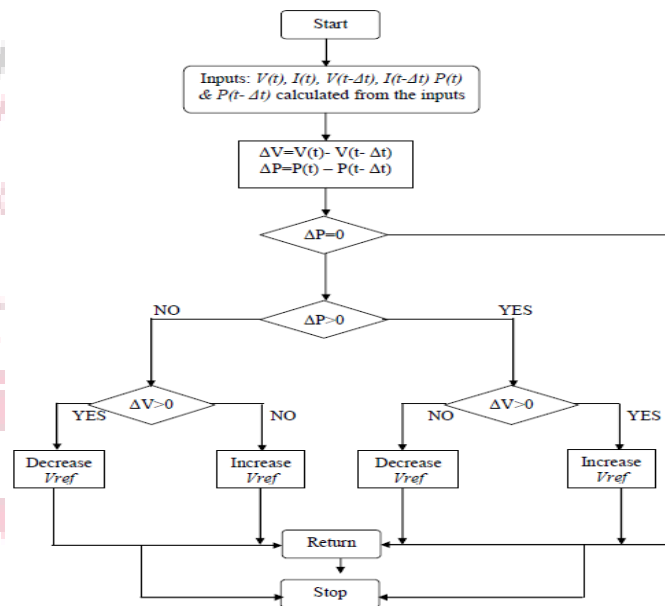 Start
Inputs: V(t), I(t), V(t-Δt), I(t-Δt) P(t)
& P(t- Δt) calculated from the inputs
ΔV=V(t)- V(t- Δt)
ΔP=P(t) – P(t- Δt)
ΔP=0
NO
ΔP>0
YES
ΔV>0
YES
NO
ΔV>0
NO
YES
Decrease
Vref
Increase
Vref
Decrease
Vref
Increase
Vref
Return
Stop